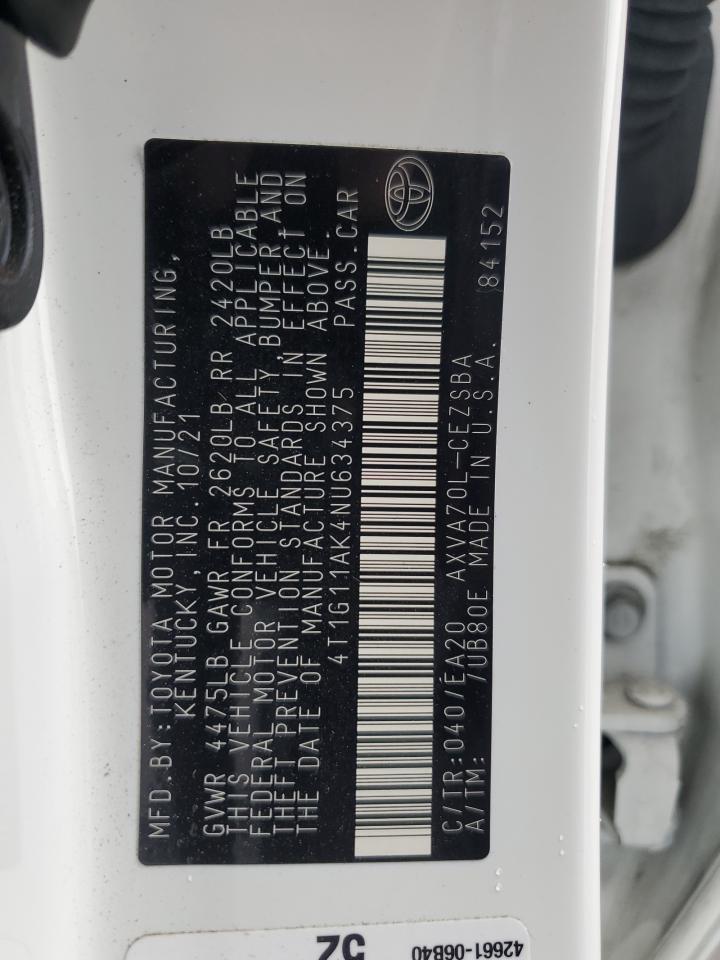 MFD.BY:TOYOTA MOTOR MANUFACTURING,
KENTUCKY,INC.10/21
GVWR 4475LB GAWR FR 2620LB RR 2420LB
THIS VEHICLE CONFORMS TO ALL APPLICABLE
FEDERAL MOTOR VEHICLE SAFETY,BUMPER AND
THEFT PREVENTION STANDARDS IN EFFECT ON
THE DATE OF MANUFACTURE SHOWN ABOVE.
4T1G11AK4NU634375 PASS.CAR
C/TR:040/EA20 AXVA70L-CEZSBA
A/TM: /UB80E MADE IN U.S.A. 84152
52
42661-06B40